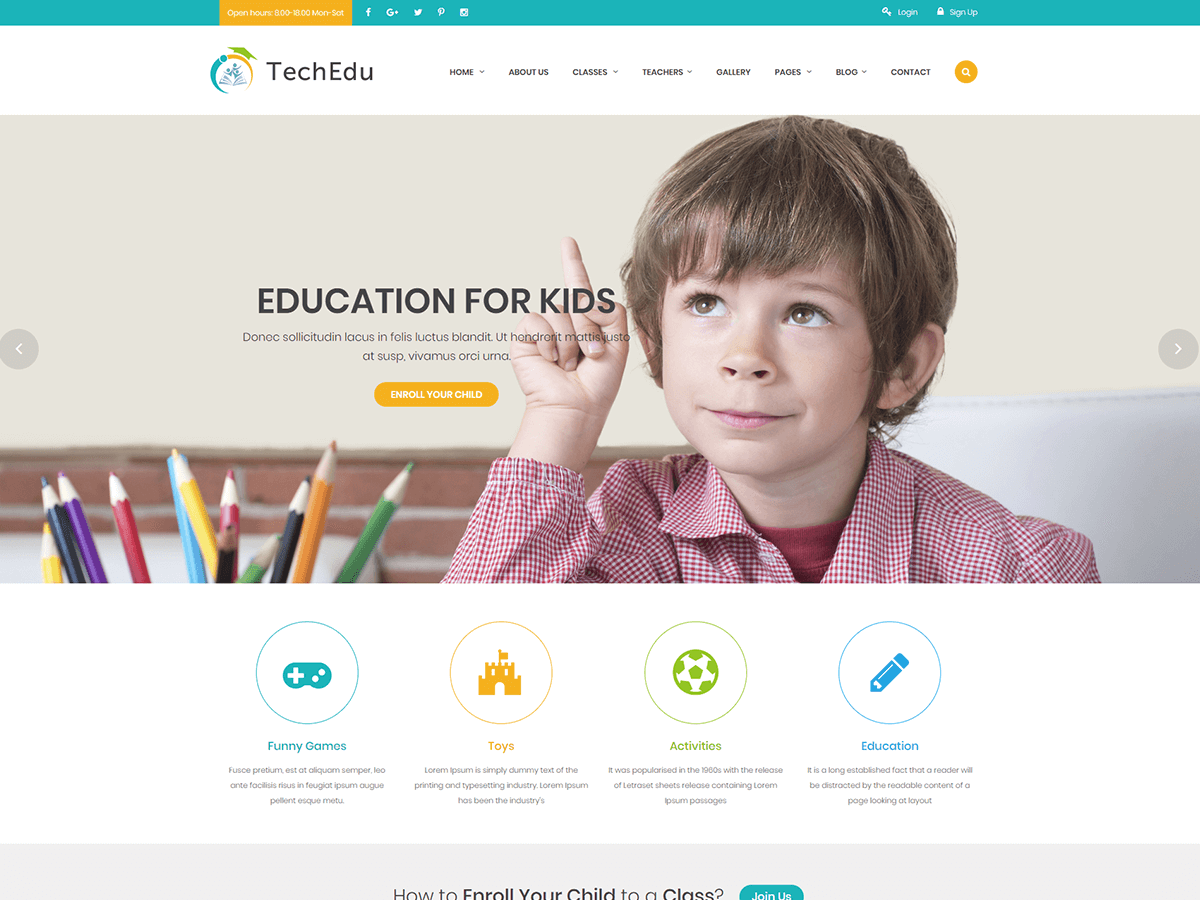 Open hours: 8.00-18.00 Mon-Sat
Login
Sign Up
TechEdu
HOME
ABOUT US
CLASSES
TEACHERS
GALLERY
PAGES
BLOG
CONTACT
EDUCATION FOR KIDS
Donec sollicitudin lacus in felis luctus blandit. Ut hendrerit mattis justo
at susp, vivamus orci urna.
ENROLL YOUR CHILD
Funny Games
Fusce pretium, est at aliquam semper, leo
ante facilisis risus in feugiat ipsum augue
pellent esque metu.
Toys
Lorem Ipsum is simply dummy text of the
printing and typesetting industry. Lorem Ipsum
has been the industry's
Activities
It was popularised in the 1960s with the release
of Letraset sheets release containing Lorem
Ipsum passages
Education
It is a long established fact that a reader will
be distracted by the readable content of a
page looking at layout
How to Enroll Your Child to a Class?
Join Us